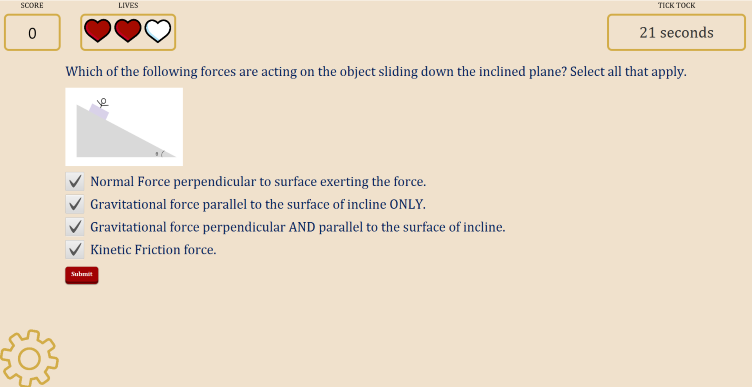 SCORE
LIVES
TICK TOCK
0
21 seconds
Which of the following forces are acting on the object sliding down the inclined plane? Select all that apply.
Normal Force perpendicular to surface exerting the force.
Gravitational force parallel to the surface of incline ONLY.
Gravitational force perpendicular AND parallel to the surface of incline.
Kinetic Friction force.
Submit